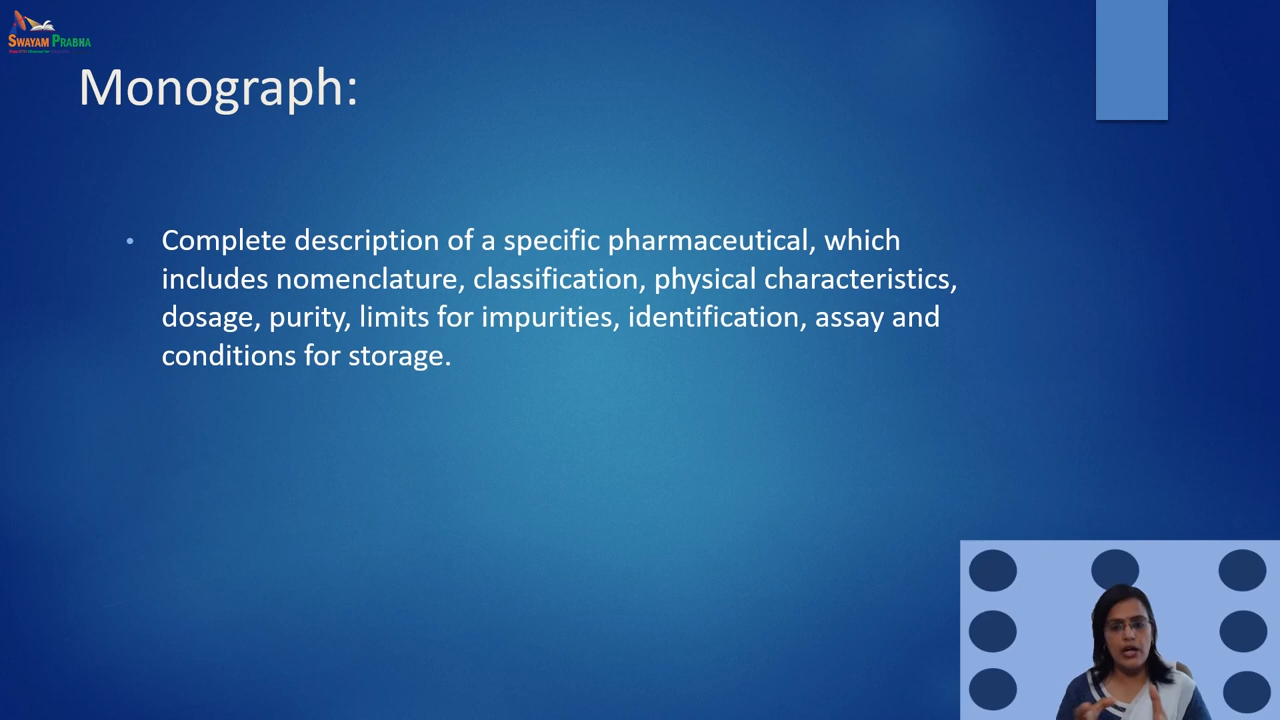 SWAYAM PRABHA
Monograph:
• Complete description of a specific pharmaceutical, which
includes nomenclature, classification, physical characteristics,
dosage, purity, limits for impurities, identification, assay and
conditions for storage.